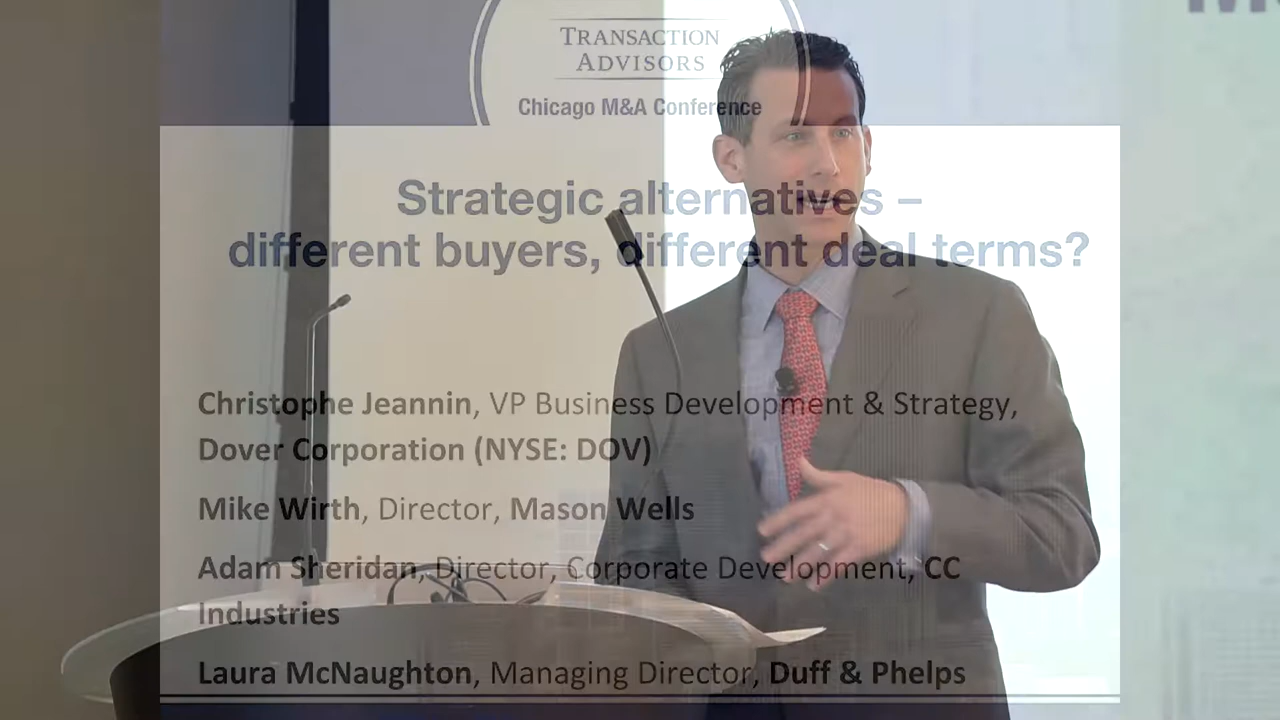 TRANSACTION
ADVISORS
Chicago M&A Conference
Strategic alternatives –
different buyers, different deal terms?
Christophe Jeannin, VP Business Development & Strategy,
Dover Corporation (NYSE: DOV)
Mike Wirth, Director, Mason Wells
Adam Sheridan, Director, Corporate Development, CC
Industries
Laura McNaughton, Managing Director, Duff & Phelps